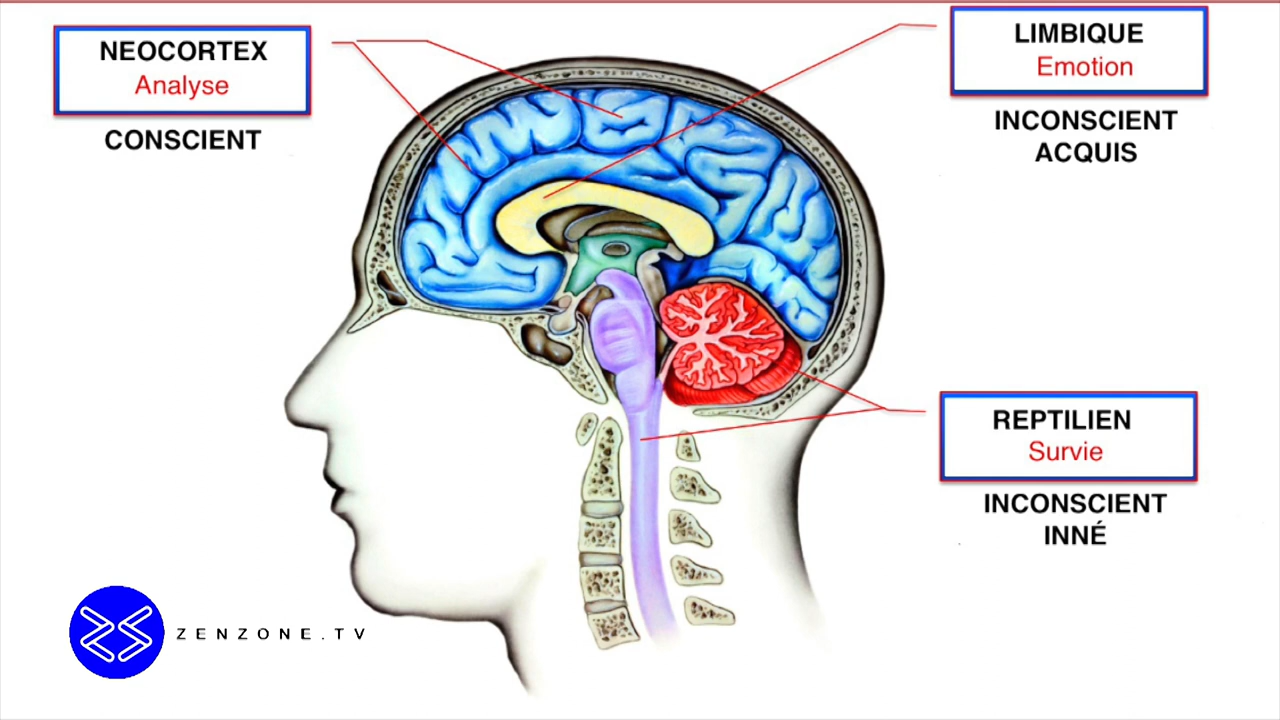 NEOCORTEX
Analyse
CONSCIENT
LIMBIQUE
Emotion
INCONSCIENT
ACQUIS
REPTILIEN
Survie
INCONSCIENT
INNÉ
ZENZONE.TV